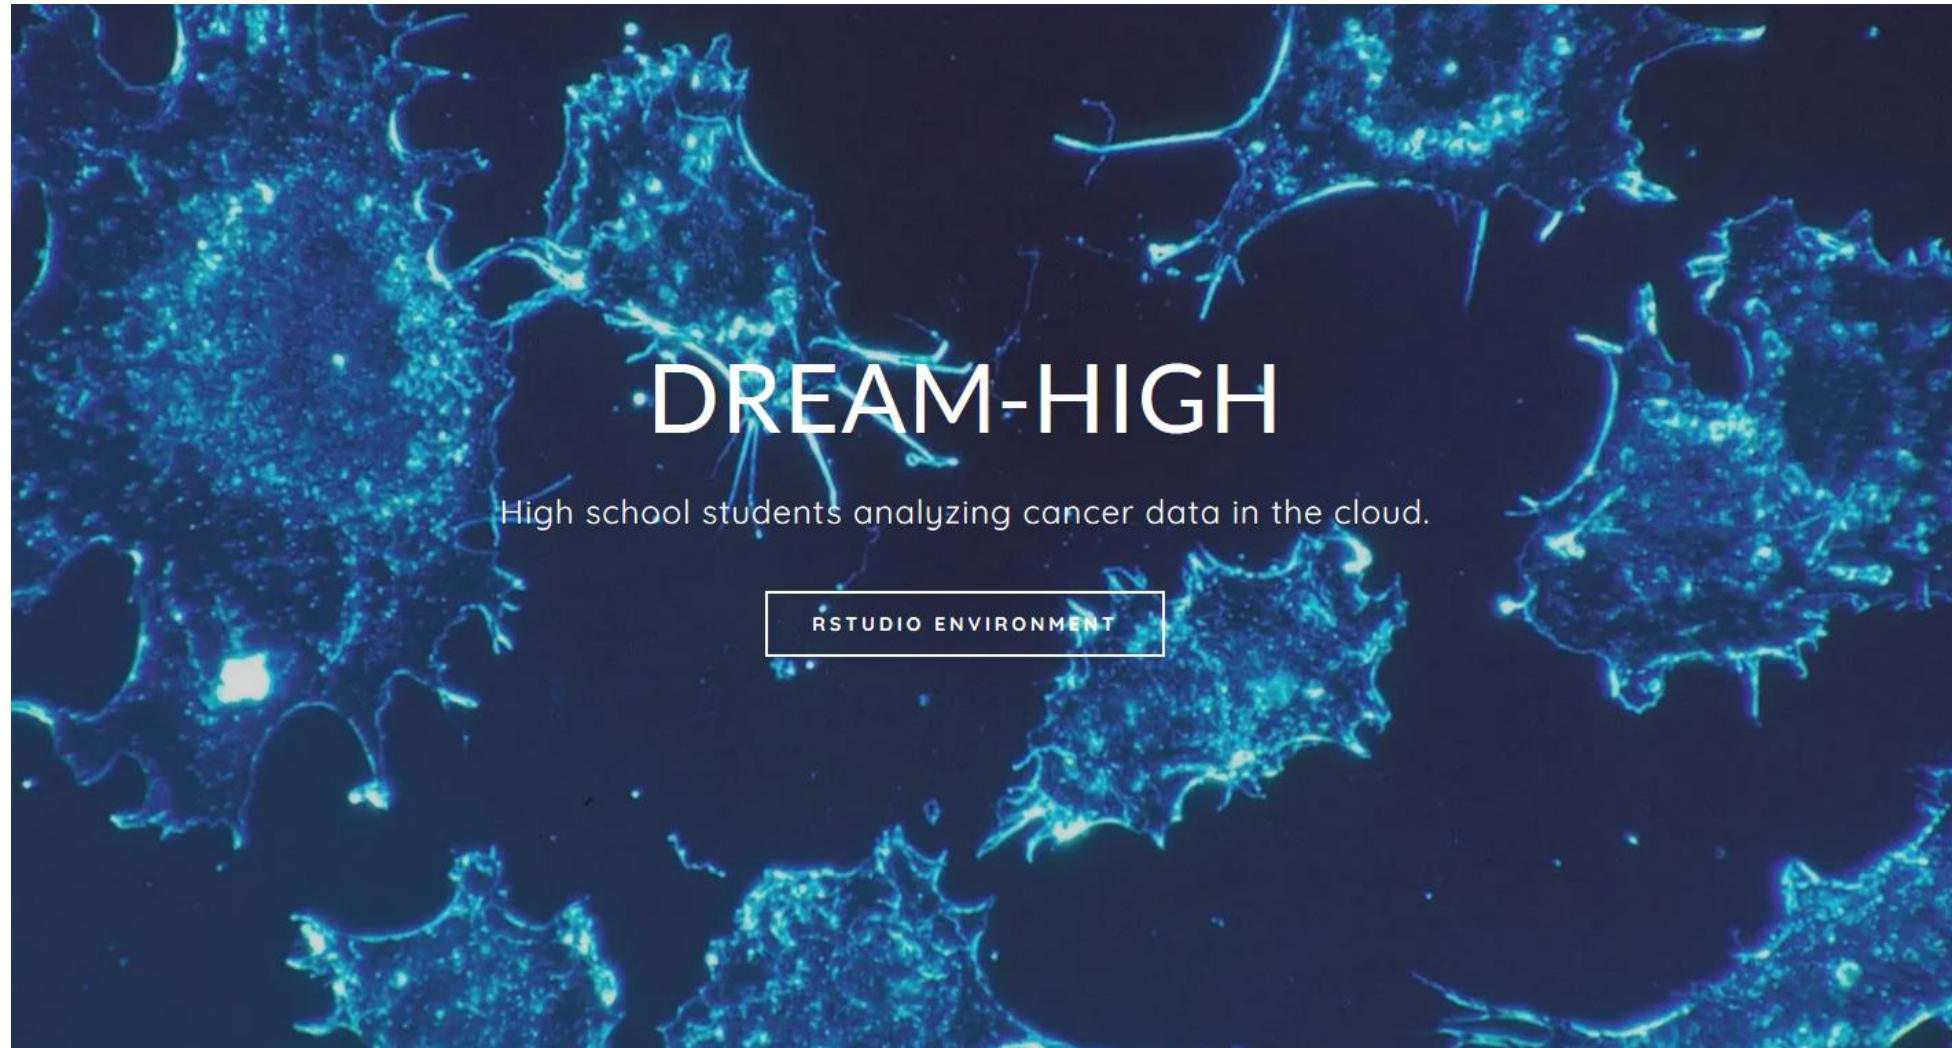 DREAM-HIGH
High school students analyzing cancer data in the cloud.
RSTUDIO ENVIRONMENT